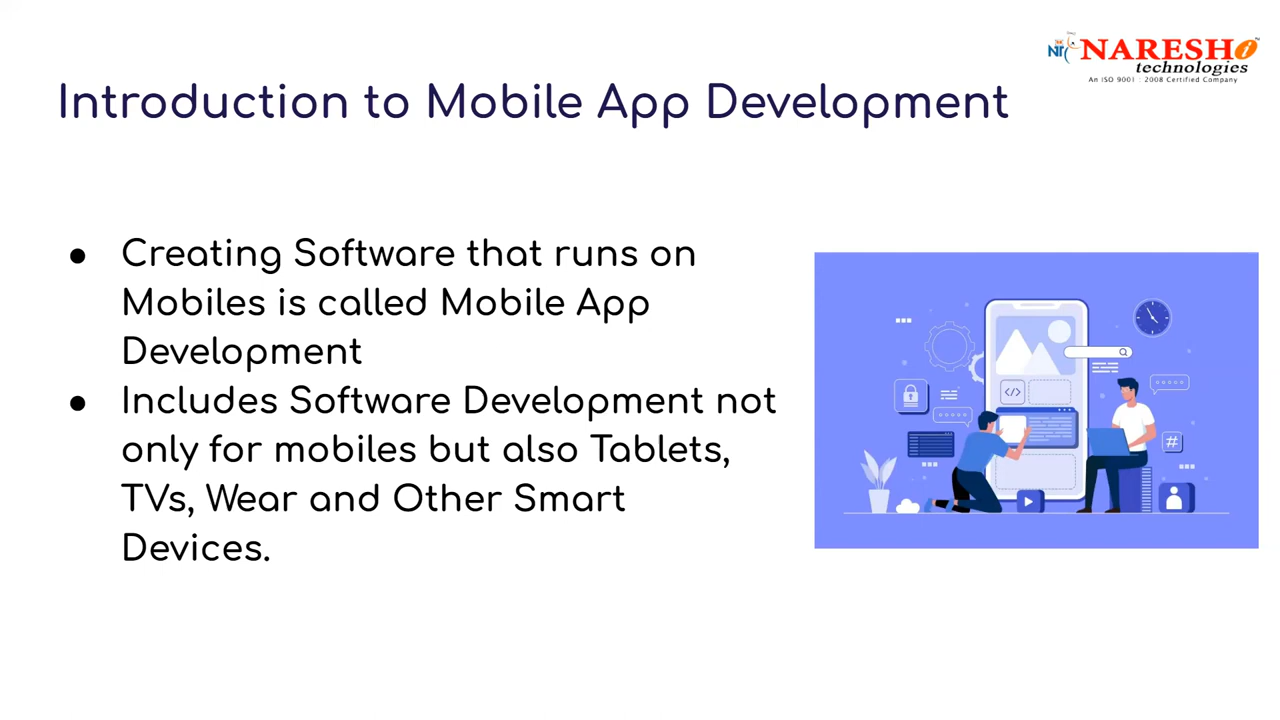 NARESH i
technologies
An ISO 9001 : 2008 Certified Company
Introduction to Mobile App Development
● Creating Software that runs on
Mobiles is called Mobile App
Development
● Includes Software Development not
only for mobiles but also Tablets,
TVs, Wear and Other Smart
Devices.